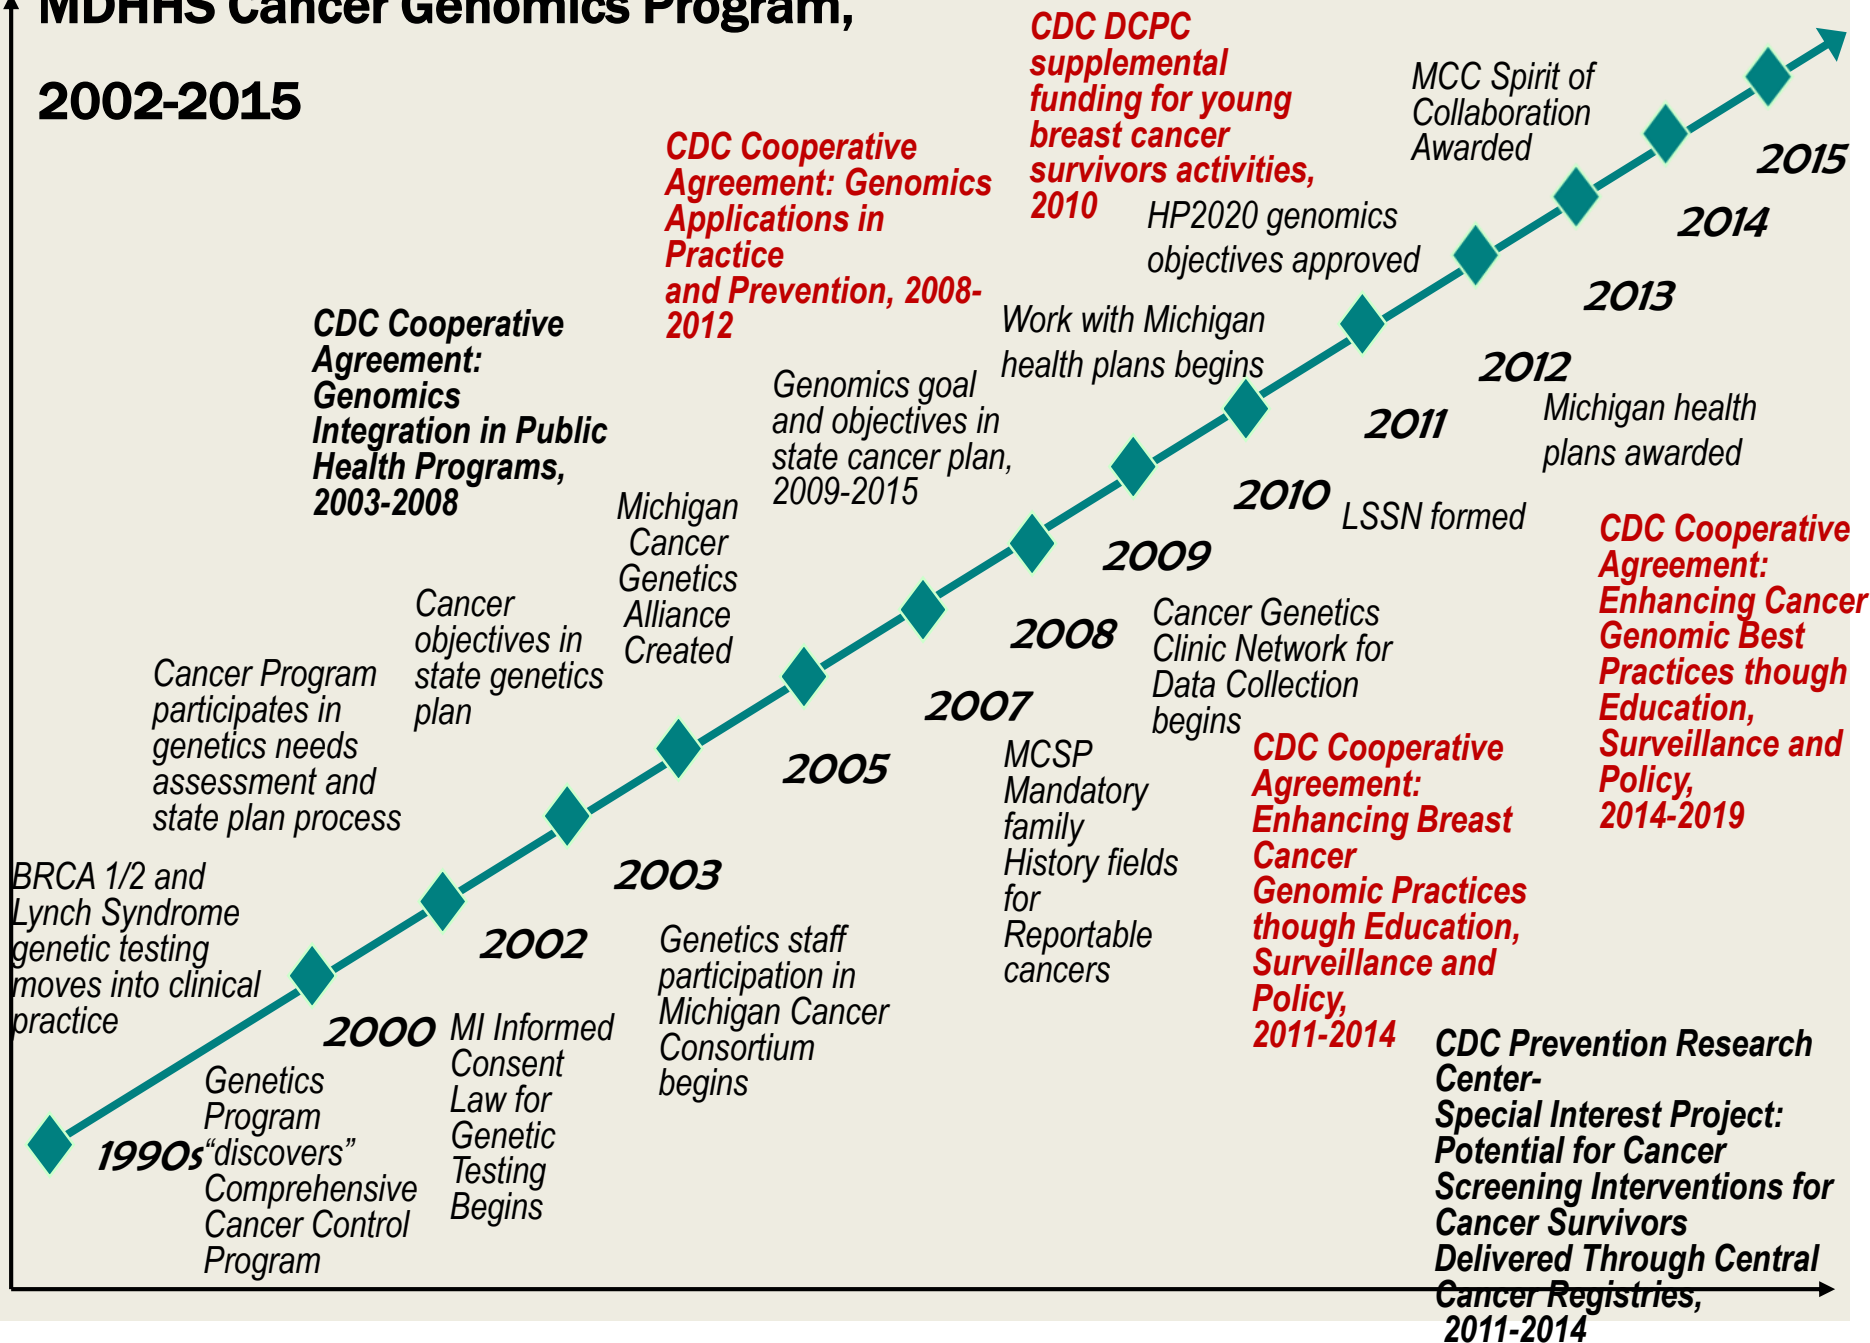 MDHHS Cancer Genomics Program,
2002-2015
CDC DCPC
supplemental
funding for young
breast cancer
survivors activities,
2010
MCC Spirit of
Collaboration
Awarded
2015
CDC Cooperative
Agreement: Genomics
Applications in
Practice
and Prevention, 2008-
2012
HP2020 genomics
objectives approved
2014
2013
CDC Cooperative
Agreement:
Genomics
Integration in Public
Health Programs,
2003-2008
Work with Michigan
health plans begins
2012
Genomics goal
and objectives in
state cancer plan,
2009-2015
2011
Michigan health
plans awarded
Michigan
Cancer
Genetics
Alliance
Created
2010
LSSN formed
2009
CDC Cooperative
Agreement:
Enhancing Cancer
Genomic Best
Practices though
Education,
Surveillance and
Policy,
2014-2019
Cancer
objectives in
state genetics
plan
2008
Cancer Genetics
Clinic Network for
Data Collection
begins
Cancer Program
participates in
genetics needs
assessment and
state plan process
2007
MCSP
Mandatory
family
History fields
for
Reportable
cancers
CDC Cooperative
Agreement:
Enhancing Breast
Cancer
Genomic Practices
though Education,
Surveillance and
Policy,
2011-2014
2005
BRCA 1/2 and
Lynch Syndrome
genetic testing
moves into clinical
practice
2003
2002
Genetics staff
participation in
Michigan Cancer
Consortium
begins
2000
MI Informed
Consent
Law for
Genetic
Testing
Begins
CDC Prevention Research
Center-
Special Interest Project:
Potential for Cancer
Screening Interventions for
Cancer Survivors
Delivered Through Central
Cancer Registries,
2011-2014
1990s
Genetics
Program
“discovers”
Comprehensive
Cancer Control
Program